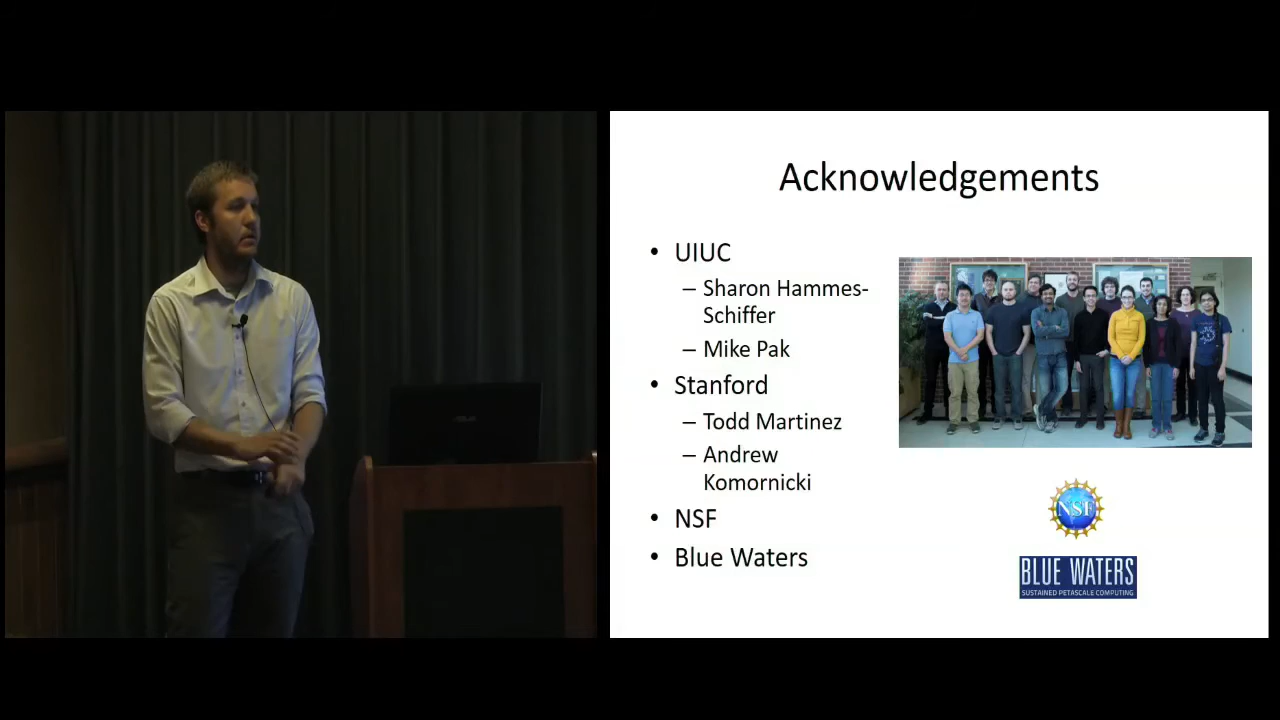 Acknowledgements
• UIUC
– Sharon Hammes-
Schiffer
– Mike Pak
• Stanford
– Todd Martinez
– Andrew
Komornicki
• NSF
• Blue Waters
NSF
BLUE WATERS
SUSTAINED PETASCALE COMPUTING